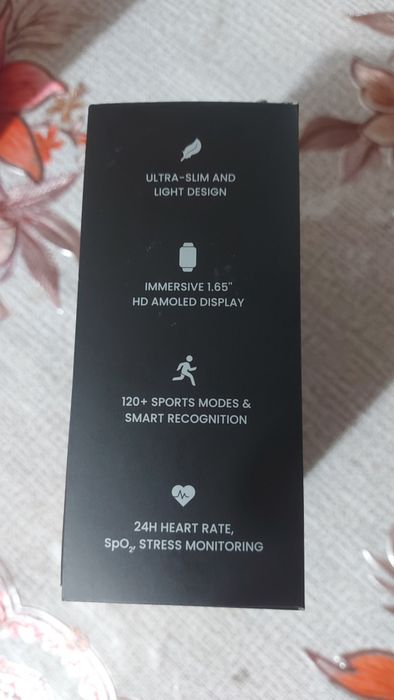 ULTRA-SLIM AND
LIGHT DESIGN
IMMERSIVE 1.65"
HD AMOLED DISPLAY
120+ SPORTS MODES &
SMART RECOGNITION
24H HEART RATE,
SpO₂, STRESS MONITORING